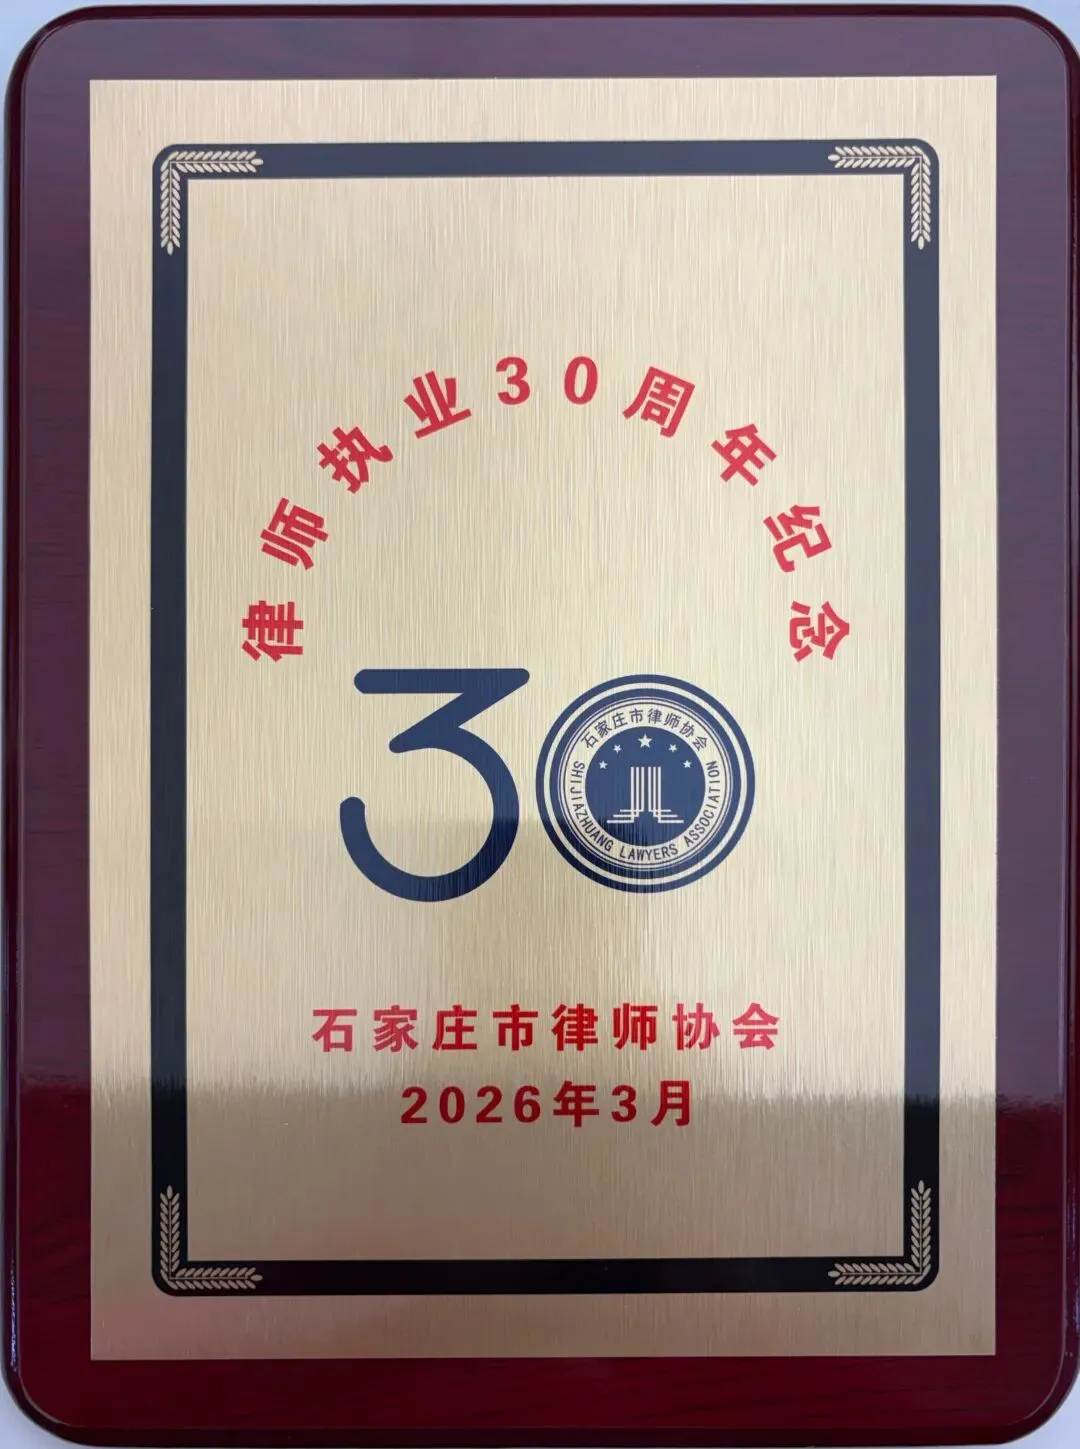 律师执业30周年纪念
30
石家庄市律师协会
SHIJIAZHUANG LAWYERS ASSOCIATION
石家庄市律师协会
2026年3月